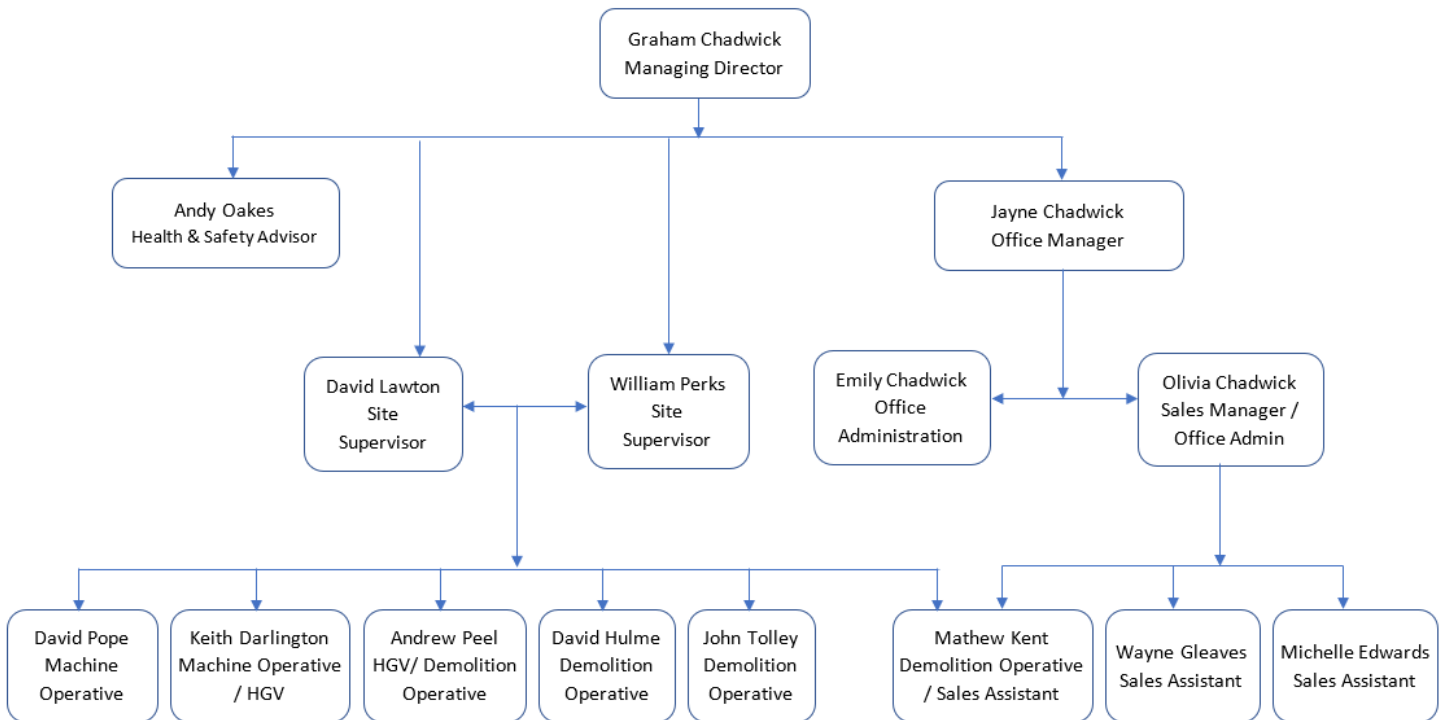 Graham Chadwick
Managing Director
Andy Oakes
Health & Safety Advisor
Jayne Chadwick
Office Manager
David Lawton
Site
Supervisor
William Perks
Site
Supervisor
Emily Chadwick
Office
Administration
Olivia Chadwick
Sales Manager /
Office Admin
David Pope
Machine
Operative
Keith Darlington
Machine Operative
/ HGV
Andrew Peel
HGV/ Demolition
Operative
David Hulme
Demolition
Operative
John Tolley
Demolition
Operative
Mathew Kent
Demolition Operative
/ Sales Assistant
Wayne Gleaves
Sales Assistant
Michelle Edwards
Sales Assistant